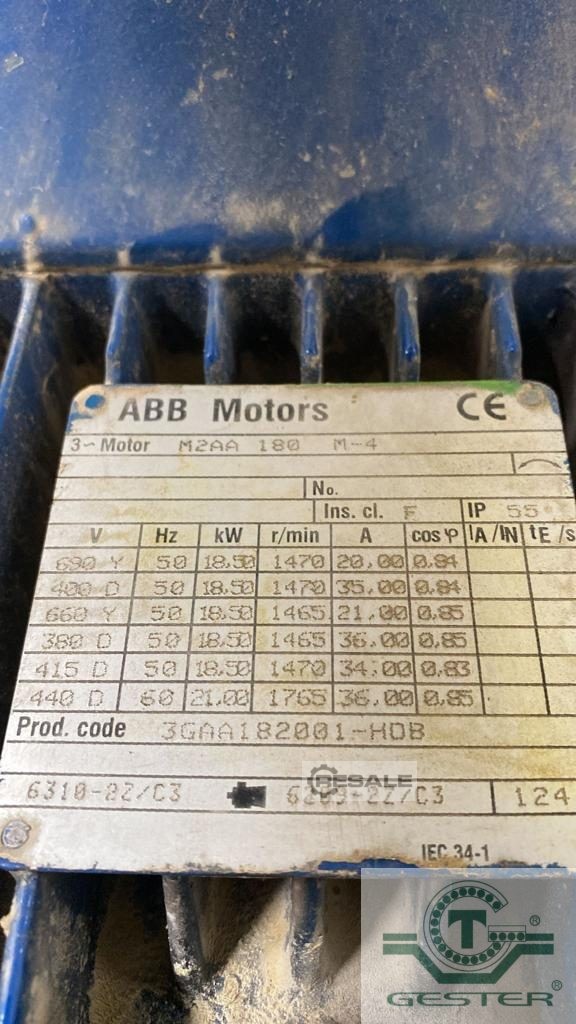 ABB Motors CE
3~Motor M2AA 180 M-4
No.
Ins. cl. F IP 55
V Hz kW r/min A cos φ IA/IN tE/s
690 Y 50 18,50 1470 20,00 0,84
400 D 50 18,50 1470 35,00 0,84
660 Y 50 18,50 1465 21,00 0,85
380 D 50 18,50 1465 36,00 0,85
415 D 50 18,50 1470 34,00 0,83
440 D 60 21,00 1765 36,00 0,85
Prod. code 3GAA182001-HDB
RESALE
6310-2Z/C3 6209-2Z/C3 124
IEC 34-1
GT ®
GESTER ®